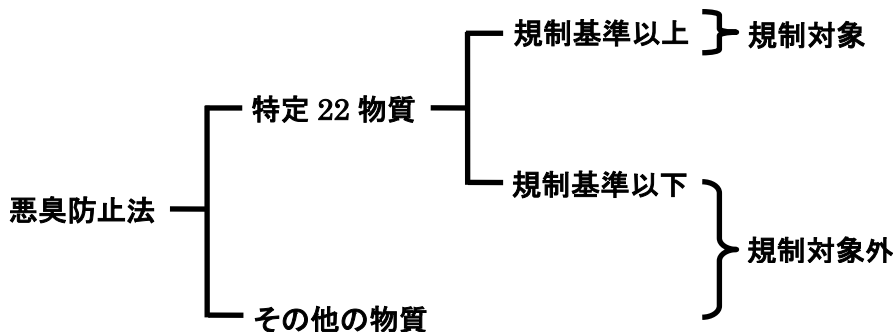 規制基準以上
規制対象
特定 22 物質
規制基準以下
悪臭防止法
規制対象外
その他の物質